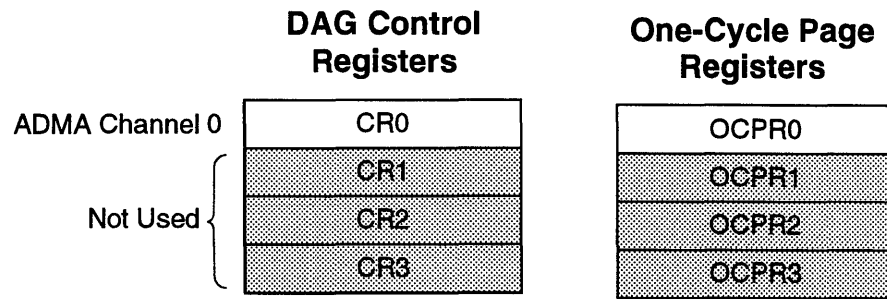 DAG Control
Registers
One-Cycle Page
Registers
ADMA Channel 0
CR0
OCPR0
CR1
OCPR1
Not Used
CR2
OCPR2
CR3
OCPR3